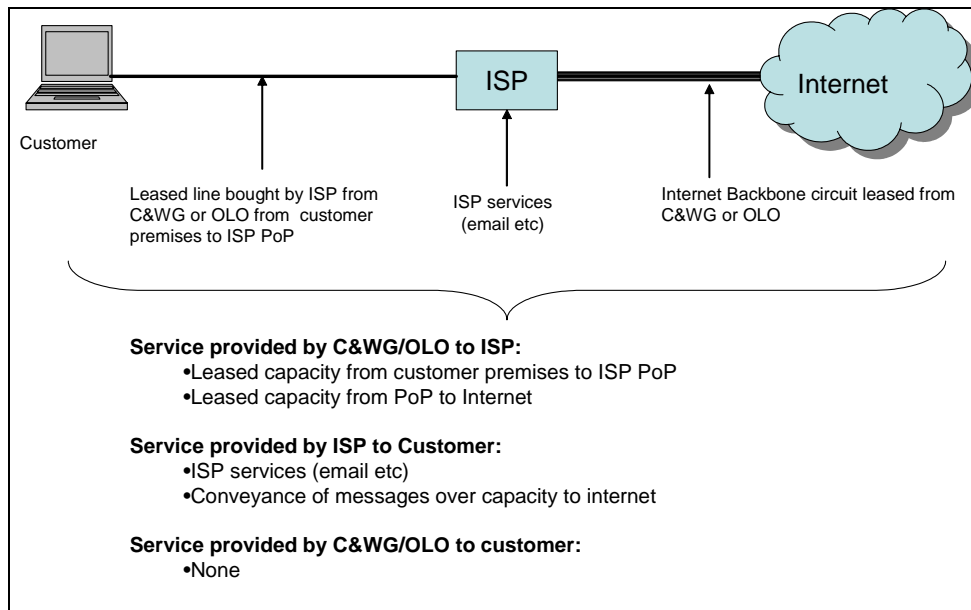 ISP
Internet
Customer
Leased line bought by ISP from
C&WG or OLO from customer
premises to ISP PoP
ISP services
(email etc)
Internet Backbone circuit leased from
C&WG or OLO
Service provided by C&WG/OLO to ISP:
•Leased capacity from customer premises to ISP PoP
•Leased capacity from PoP to Internet
Service provided by ISP to Customer:
•ISP services (email etc)
•Conveyance of messages over capacity to internet
Service provided by C&WG/OLO to customer:
•None